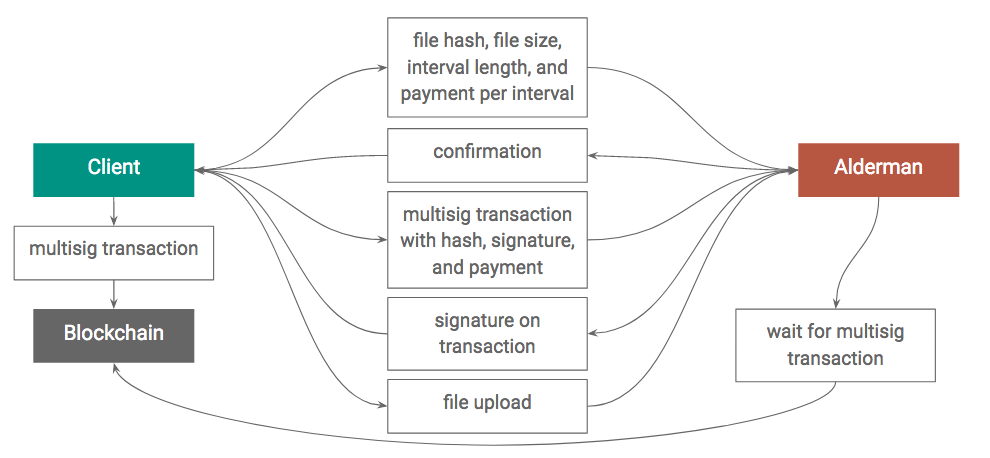 file hash, file size,
interval length, and
payment per interval
Client
confirmation
Alderman
multisig transaction
multisig transaction
with hash, signature,
and payment
Blockchain
signature on
transaction
wait for multisig
transaction
file upload